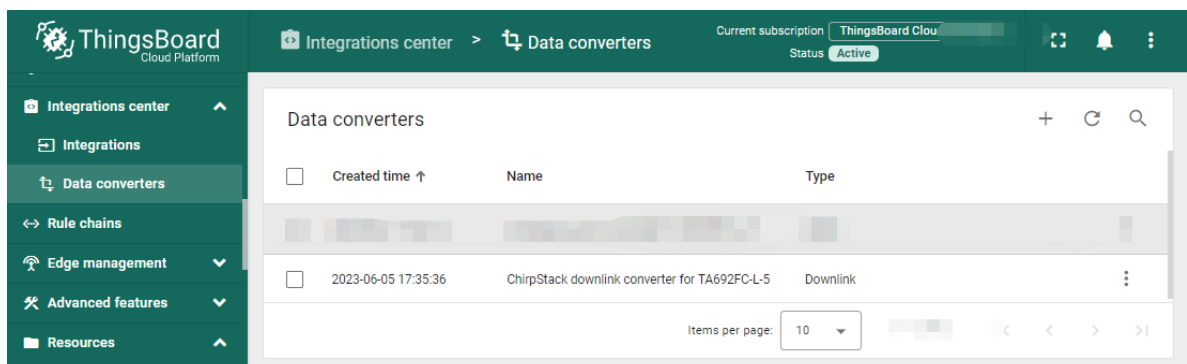 ThingsBoard
Cloud Platform
Integrations center > Data converters
Current subscription ThingsBoard
Status Active
Integrations center
Integrations
Data converters
Rule chains
Edge management
Advanced features
Resources
Data converters
Created time ↑ Name Type
2023-06-05 17:35:36 ChirpStack downlink converter for TA692FC-L-5 Downlink
Items per page: 10